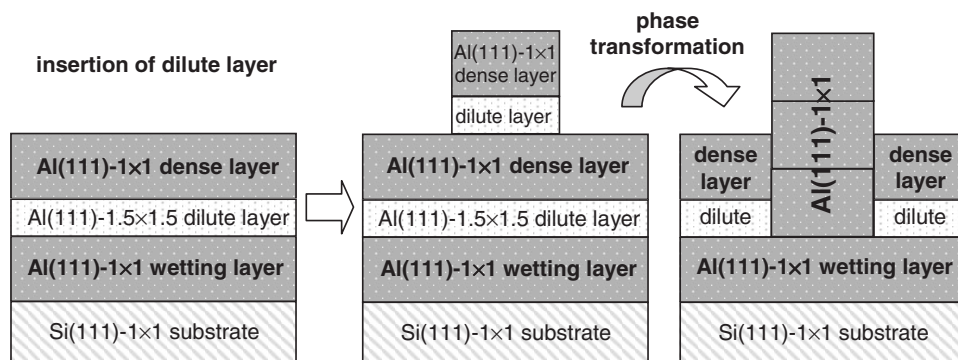 insertion of dilute layer
Al(111)-1×1 dense layer
Al(111)-1.5×1.5 dilute layer
Al(111)-1×1 wetting layer
Si(111)-1×1 substrate
Al(111)-1×1
dense layer
dilute layer
Al(111)-1×1 dense layer
Al(111)-1.5×1.5 dilute layer
Al(111)-1×1 wetting layer
Si(111)-1×1 substrate
phase
transformation
dense
layer
dilute
Al(111)-1×1
dense
layer
dilute
Al(111)-1×1 wetting layer
Si(111)-1×1 substrate